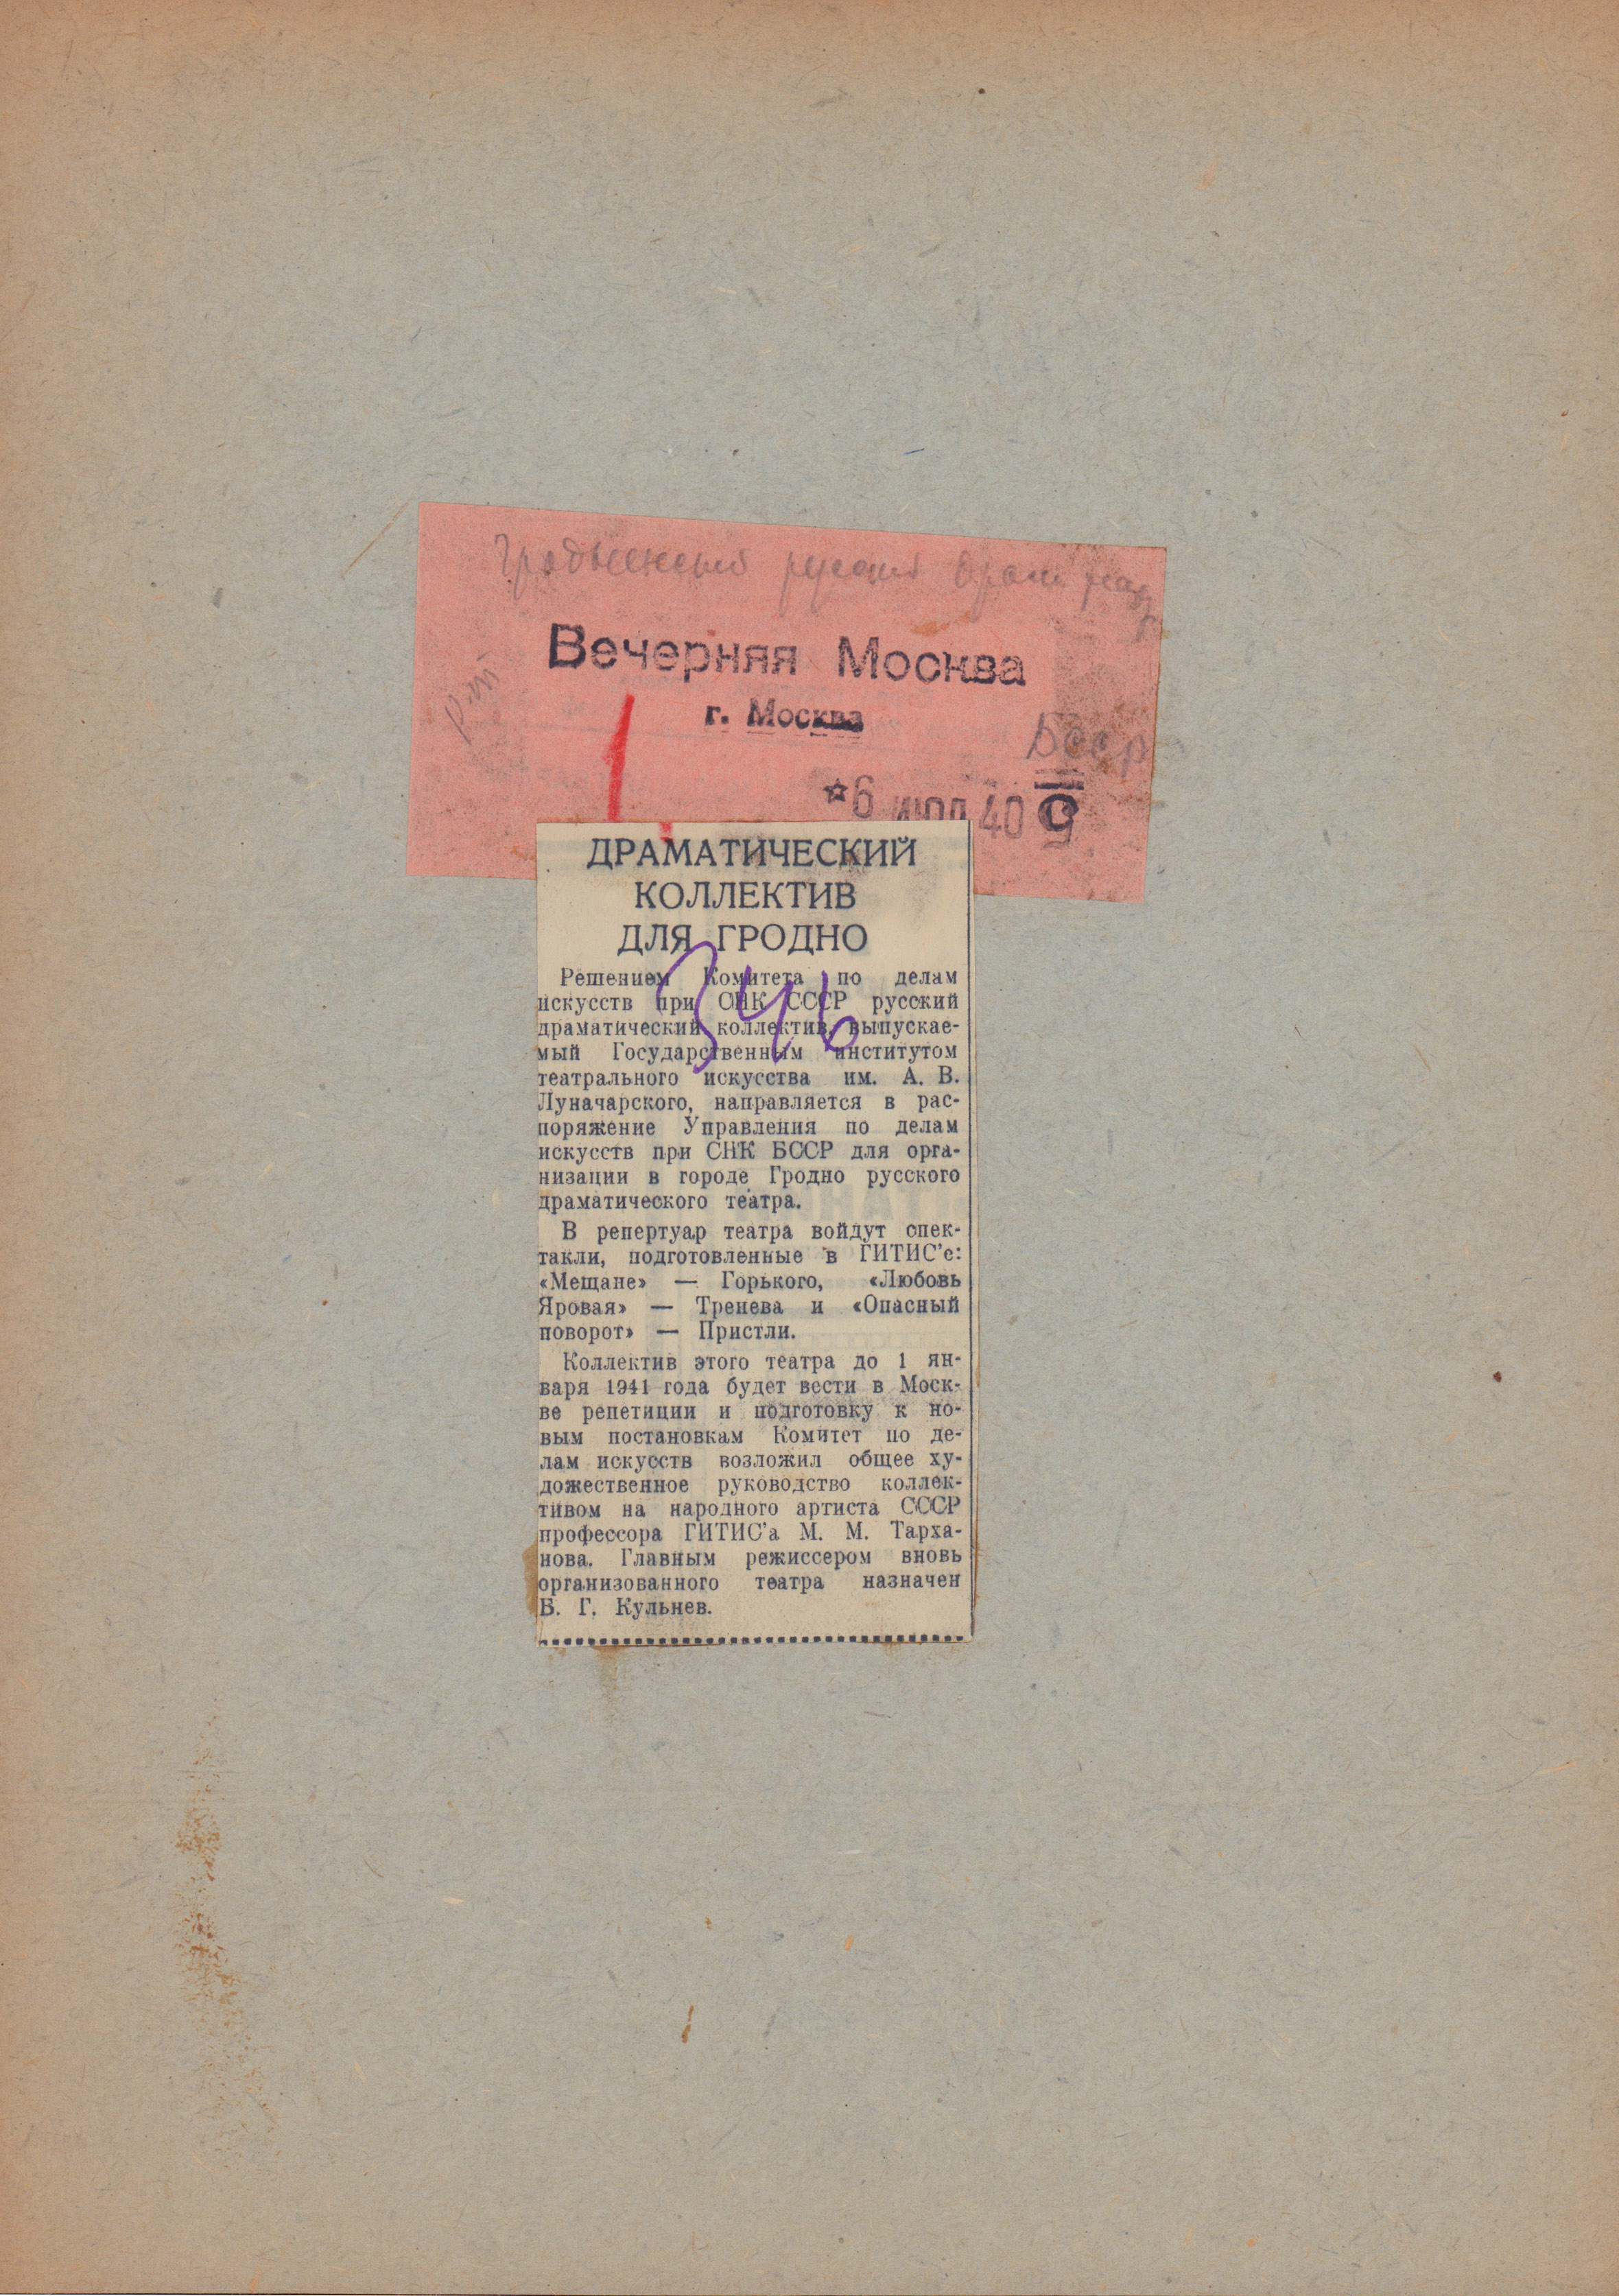 Гродненский русский драм театр
Вечерняя Москва
г. Москва
БССР
*6 ИЮЛ 40
ДРАМАТИЧЕСКИЙ
КОЛЛЕКТИВ
ДЛЯ ГРОДНО
346
Решением Комитета по делам
искусств при СНК СССР русский
драматический коллектив, выпускае-
мый Государственным институтом
театрального искусства им. А. В.
Луначарского, направляется в рас-
поряжение Управления по делам
искусств при СНК БССР для орга-
низации в городе Гродно русского
драматического театра.
В репертуар театра войдут спек-
такли, подготовленные в ГИТИС'е:
«Мещане» — Горького, «Любовь
Яровая» — Тренева и «Опасный
поворот» — Пристли.
Коллектив этого театра до 1 ян-
варя 1941 года будет вести в Моск-
ве репетиции и подготовку к но-
вым постановкам Комитет по де-
лам искусств возложил общее ху-
дожественное руководство коллек-
тивом на народного артиста СССР
профессора ГИТИС'а М. М. Тарха-
нова. Главным режиссером вновь
организованного театра назначен
Б. Г. Кульнев.